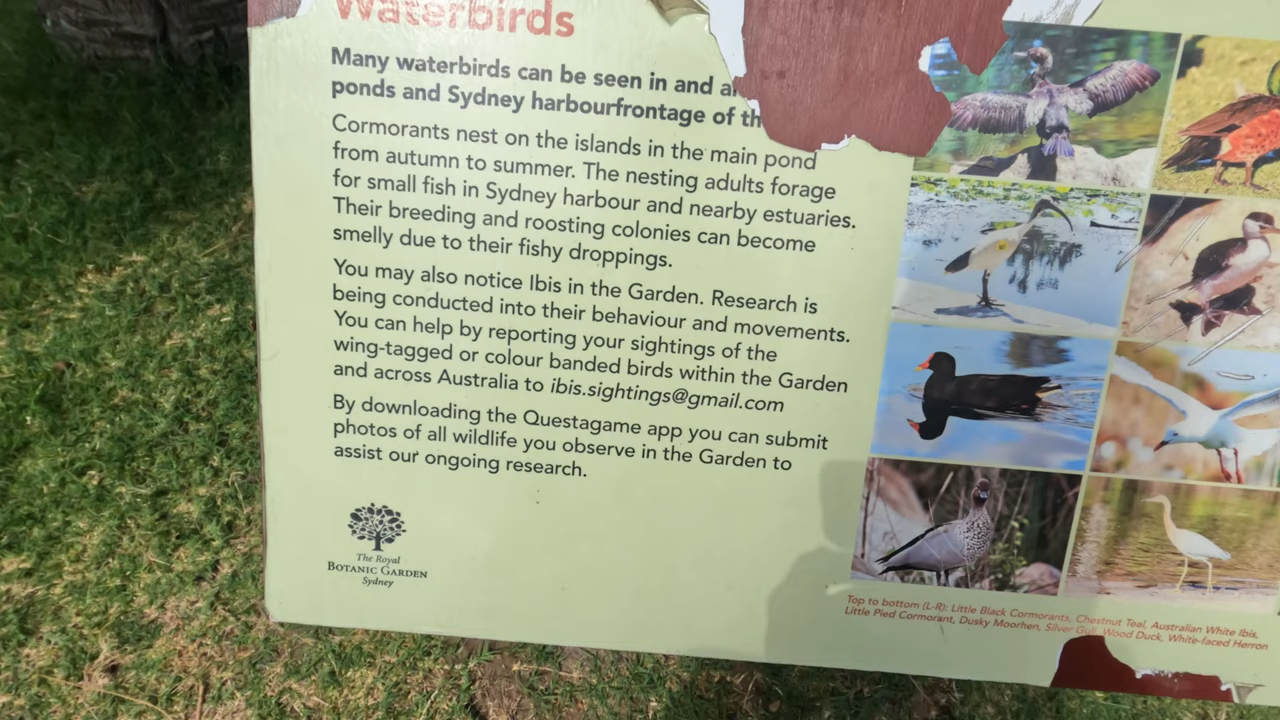 Waterbirds
Many waterbirds can be seen in and a
ponds and Sydney harbourfrontage of th
Cormorants nest on the islands in the main pond
from autumn to summer. The nesting adults forage
for small fish in Sydney harbour and nearby estuaries.
Their breeding and roosting colonies can become
smelly due to their fishy droppings.
You may also notice Ibis in the Garden. Research is
being conducted into their behaviour and movements.
You can help by reporting your sightings of the
wing-tagged or colour banded birds within the Garden
and across Australia to ibis.sightings@gmail.com
By downloading the Questagame app you can submit
photos of all wildlife you observe in the Garden to
assist our ongoing research.
The Royal
BOTANIC GARDEN
Sydney
Top to bottom (L-R): Little Black Cormorants, Chestnut Teal, Australian White Ibis,
Little Pied Cormorant, Dusky Moorhen, Silver Gull, Wood Duck, White-faced Herron